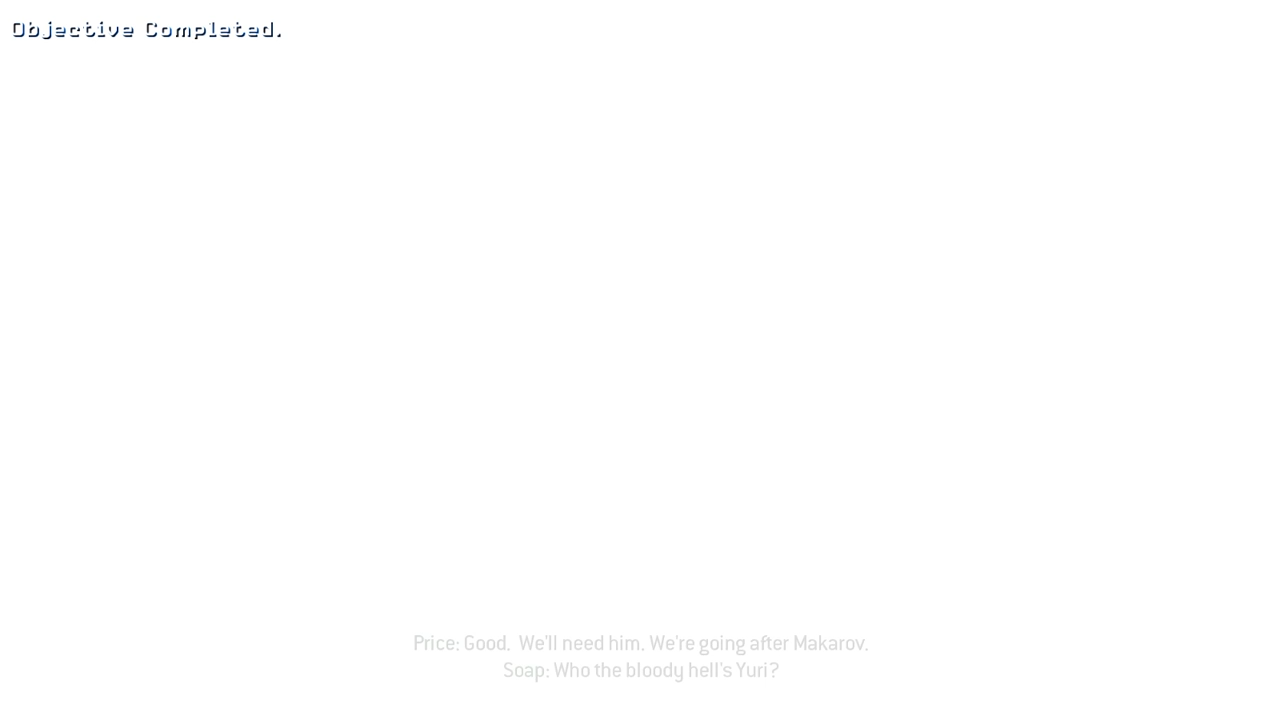 Objective Completed.
Price: Good.  We'll need him. We're going after Makarov.
Soap: Who the bloody hell's Yuri?